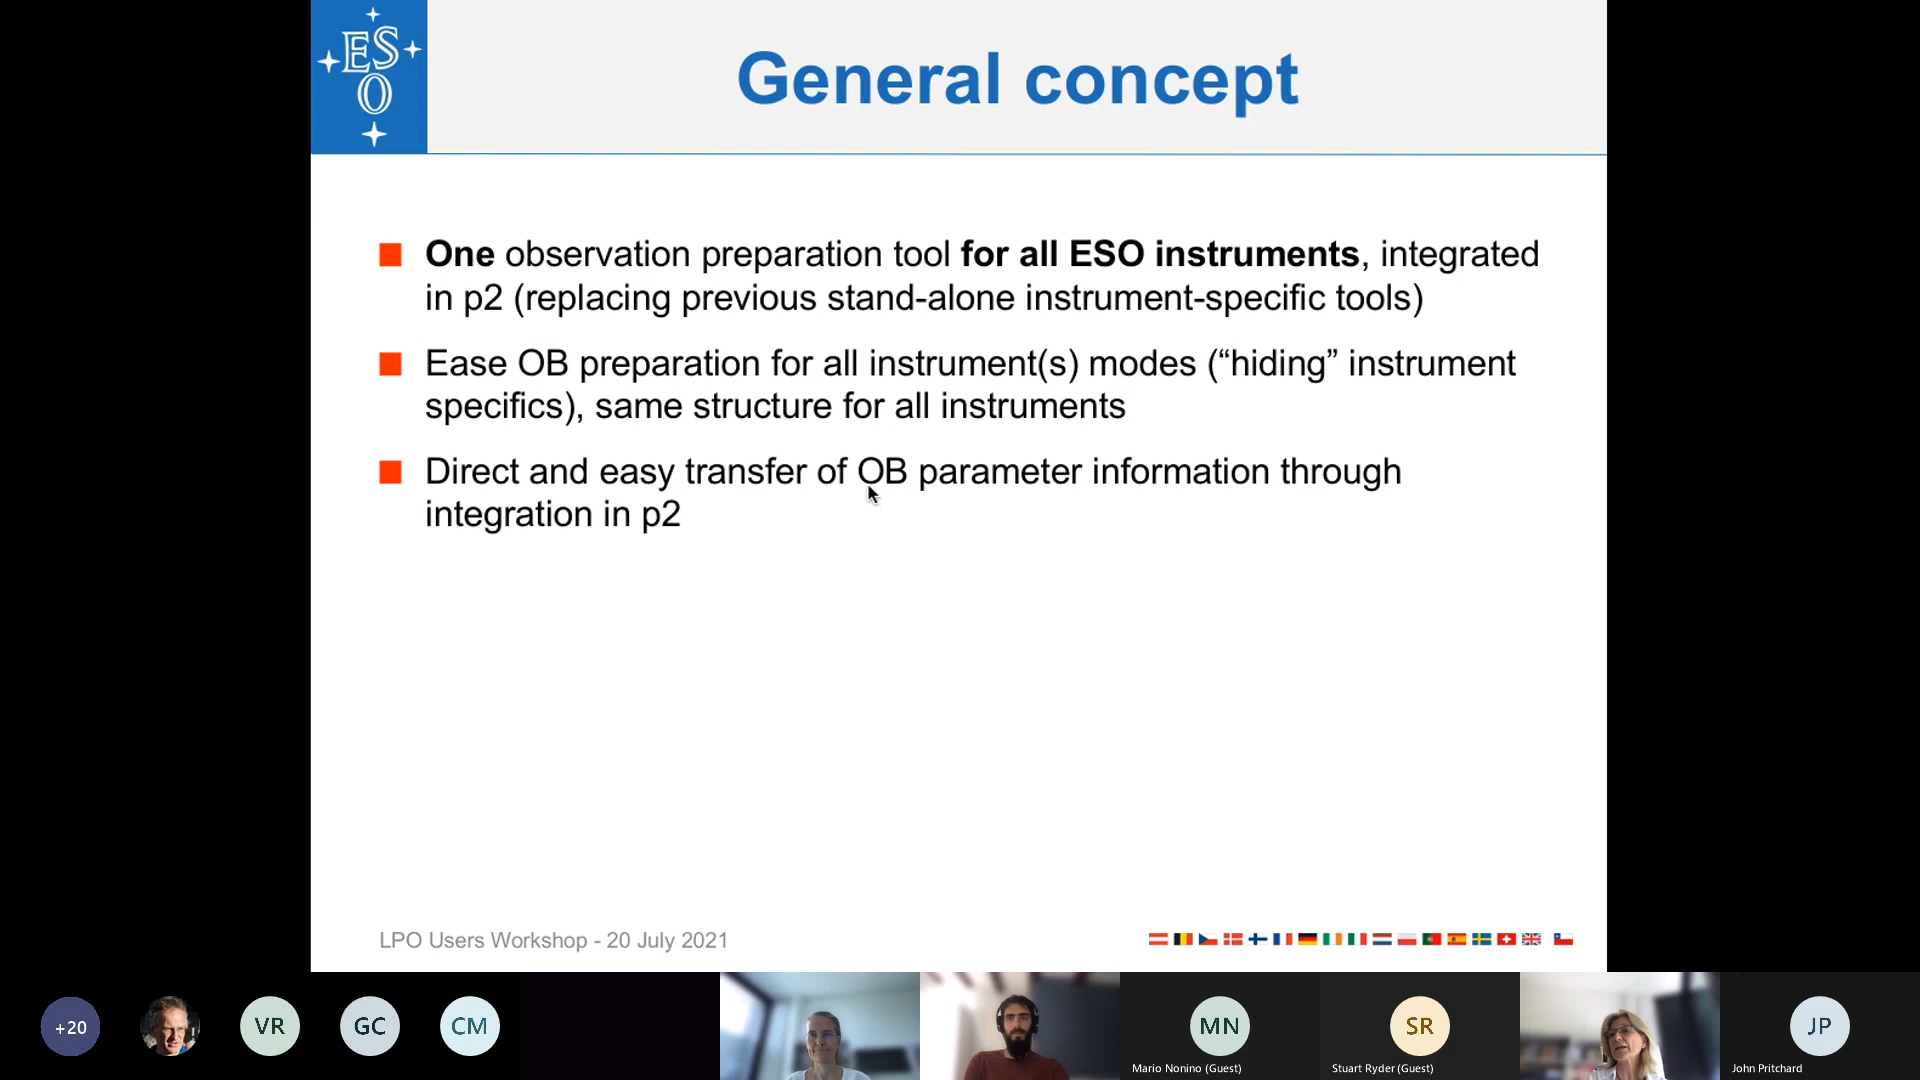 ES
O
General concept
One observation preparation tool for all ESO instruments, integrated
in p2 (replacing previous stand-alone instrument-specific tools)
Ease OB preparation for all instrument(s) modes (“hiding” instrument
specifics), same structure for all instruments
Direct and easy transfer of OB parameter information through
integration in p2
LPO Users Workshop - 20 July 2021
+20
VR
GC
CM
MN
Mario Nonino (Guest)
SR
Stuart Ryder (Guest)
JP
John Pritchard